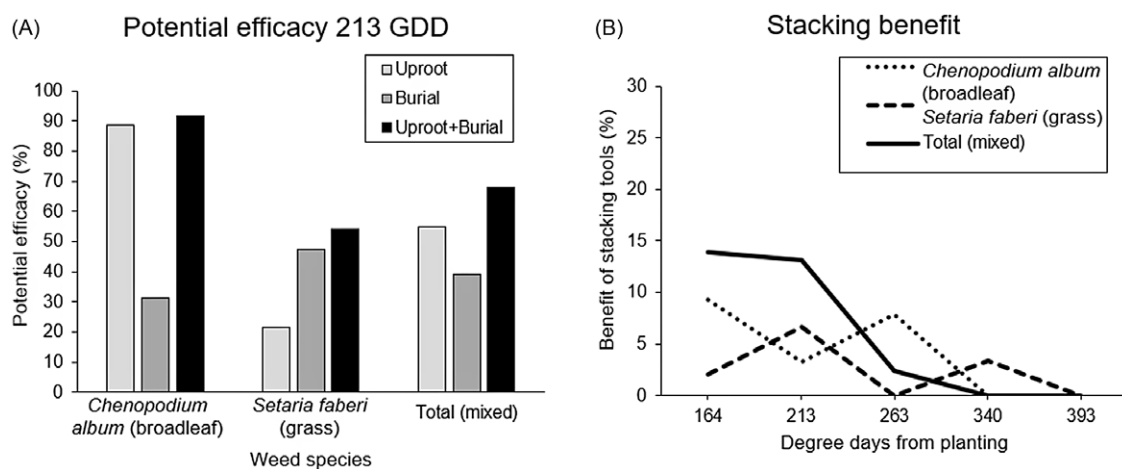 (A)
Potential efficacy 213 GDD
Uproot
Burial
Uproot+Burial
Potential efficacy (%)
100
90
80
70
60
50
40
30
20
10
0
Chenopodium
album (broadleaf)
Setaria faberi
(grass)
Total (mixed)
Weed species
(B)
Stacking benefit
Chenopodium album
(broadleaf)
Setaria faberi (grass)
Total (mixed)
Benefit of stacking tools (%)
30
25
20
15
10
5
0
164 213 263 340 393
Degree days from planting